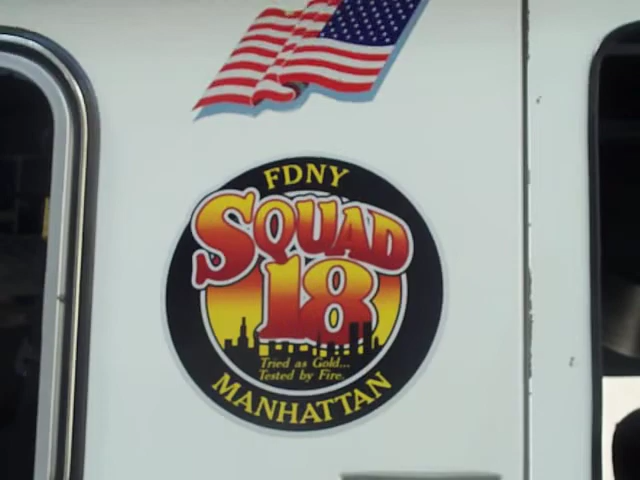 FDNY
SQUAD
18
Tried as Gold...
Tested by Fire.
MANHATTAN